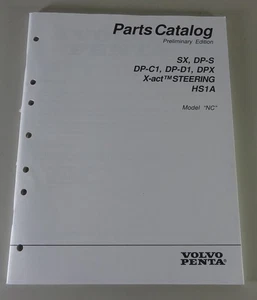 Parts Catalog
Preliminary Edition
SX, DP-S
DP-C1, DP-D1, DPX
X-act™STEERING
HS1A
Model "NC"
VOLVO
PENTA